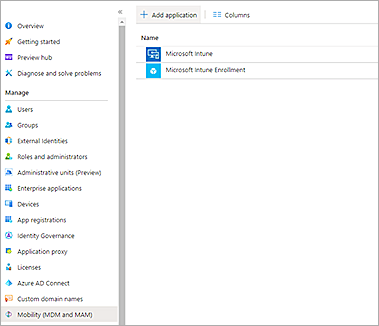 «
Overview
Getting started
Preview hub
Diagnose and solve problems
Manage
Users
Groups
External Identities
Roles and administrators
Administrative units (Preview)
Enterprise applications
Devices
App registrations
Identity Governance
Application proxy
Licenses
Azure AD Connect
Custom domain names
Mobility (MDM and MAM)
+ Add application
Columns
Name
Microsoft Intune
Microsoft Intune Enrollment